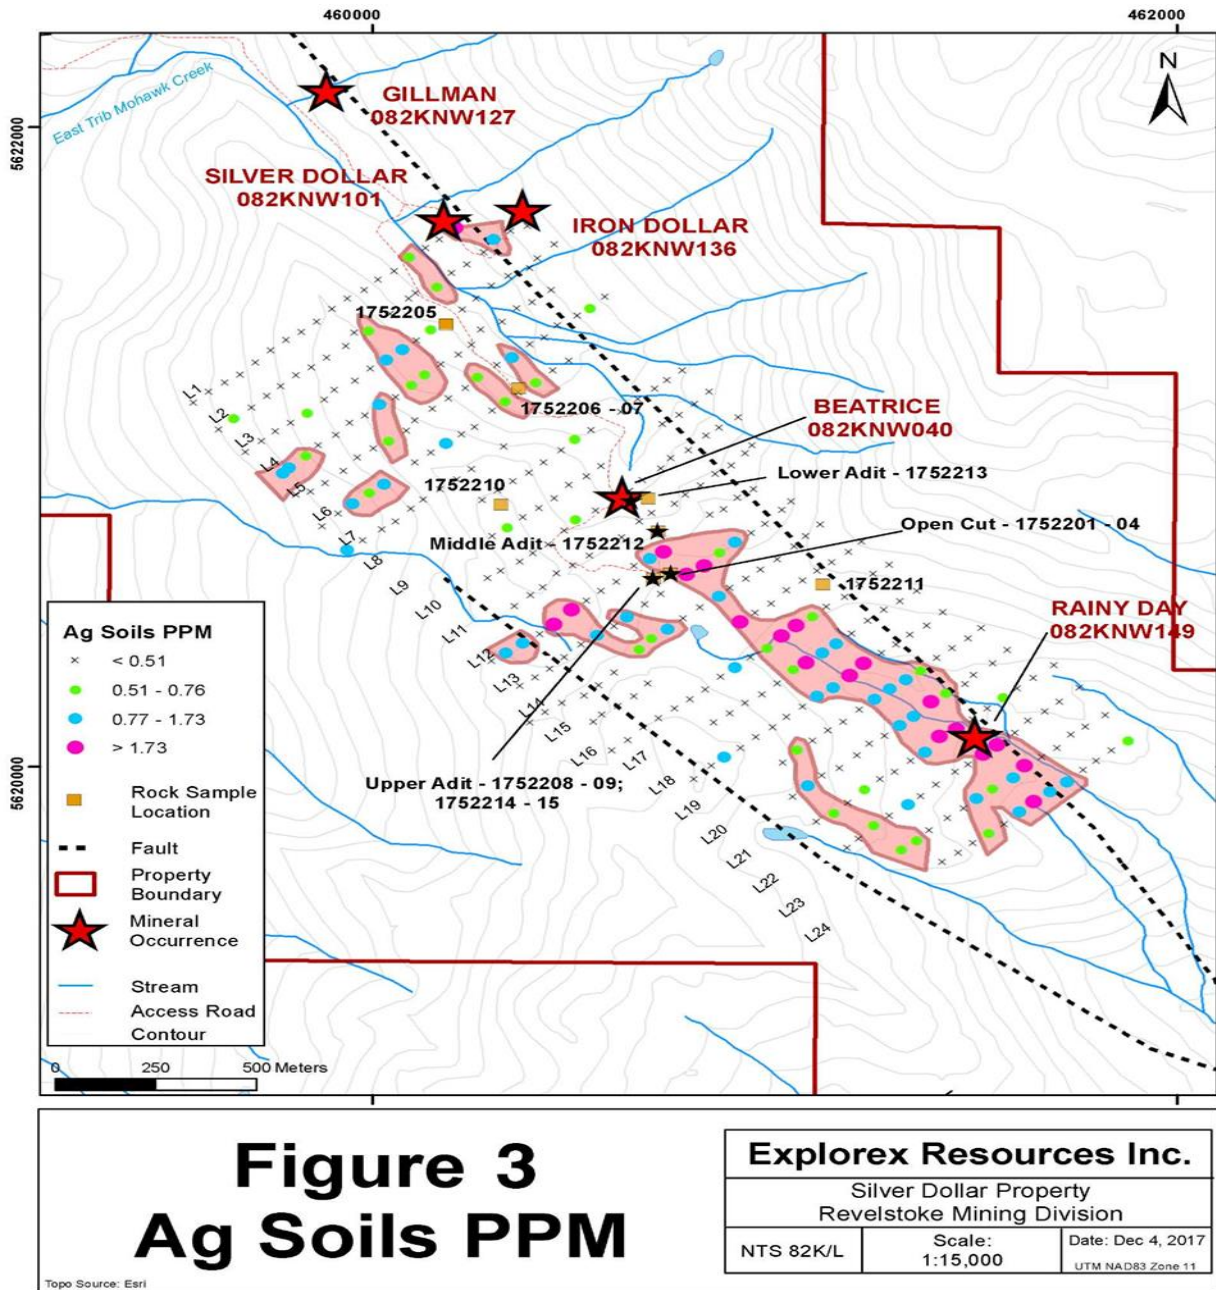 460000
462000
5622000
5620000
N
East Trib Mohawk Creek
GILLMAN
082KNW127
SILVER DOLLAR
082KNW101
IRON DOLLAR
082KNW136
1752205
1752206 - 07
BEATRICE
082KNW040
Lower Adit - 1752213
1752210
Open Cut - 1752201 - 04
Middle Adit - 1752212
1752211
RAINY DAY
082KNW149
Upper Adit - 1752208 - 09;
1752214 - 15
L1
L2
L3
L4
L5
L6
L7
L8
L9
L10
L11
L12
L13
L14
L15
L16
L17
L18
L19
L20
L21
L22
L23
L24
Ag Soils PPM
< 0.51
0.51 - 0.76
0.77 - 1.73
> 1.73
Rock Sample
Location
Fault
Property
Boundary
Mineral
Occurrence
Stream
Access Road
Contour
0 250 500 Meters
Figure 3
Ag Soils PPM
Topo Source: Esri
Explorex Resources Inc.
Silver Dollar Property
Revelstoke Mining Division
NTS 82K/L
Scale:
1:15,000
Date: Dec 4, 2017
UTM NAD83 Zone 11